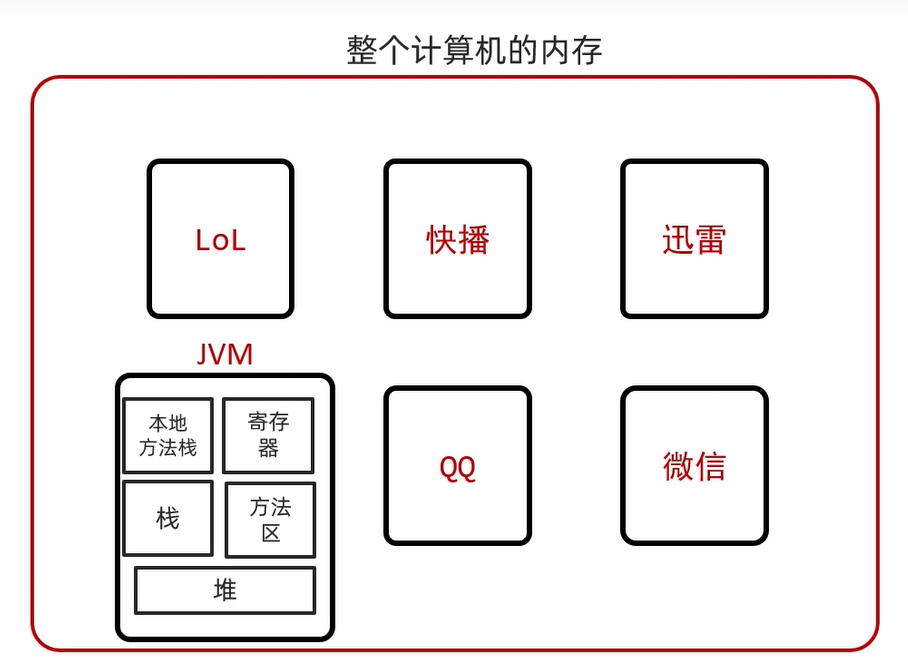 整个计算机的内存
LoL
快播
迅雷
JVM
本地
方法栈
寄存
器
栈
方法
区
堆
QQ
微信